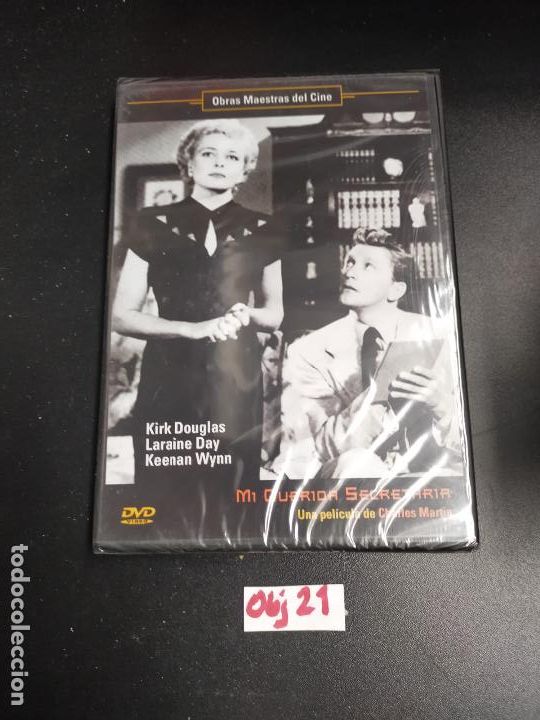 Obras Maestras del Cine
Kirk Douglas
Laraine Day
Keenan Wynn
Mi Querida Secretaria
Una película de Charles Martin
DVD
VIDEO
Obj 21
todocoleccion